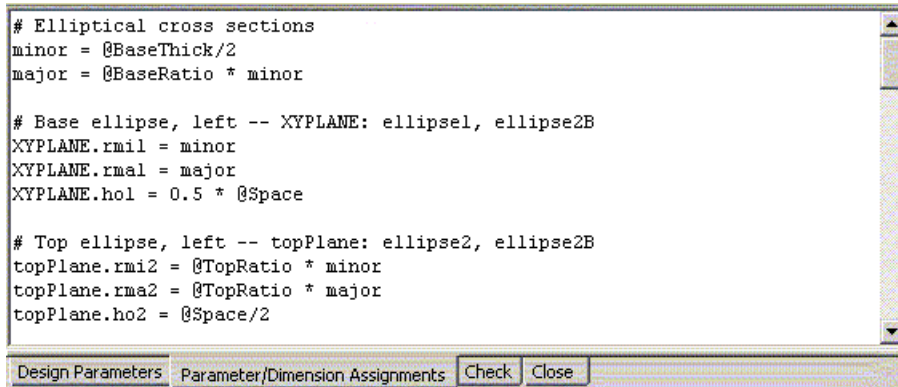 # Elliptical cross sections
minor = @BaseThick/2
major = @BaseRatio * minor
# Base ellipse, left -- XYPLANE: ellipse1, ellipse2B
XYPLANE.rmi1 = minor
XYPLANE.rma1 = major
XYPLANE.ho1 = 0.5 * @Space
# Top ellipse, left -- topPlane: ellipse2, ellipse2B
topPlane.rmi2 = @TopRatio * minor
topPlane.rma2 = @TopRatio * major
topPlane.ho2 = @Space/2
Design Parameters Parameter/Dimension Assignments Check Close